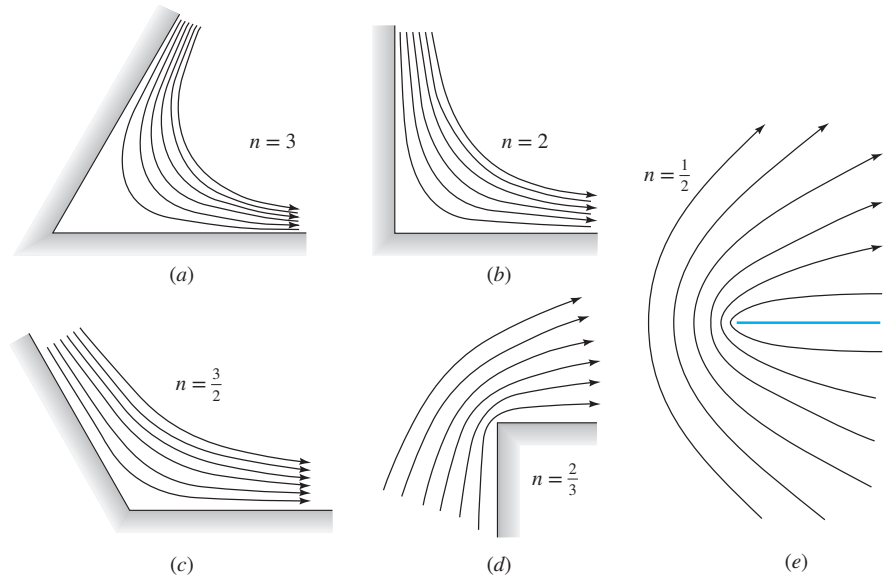 n = 3
(a)
n = 2
(b)
n = 3/2
(c)
n = 2/3
(d)
n = 1/2
(e)